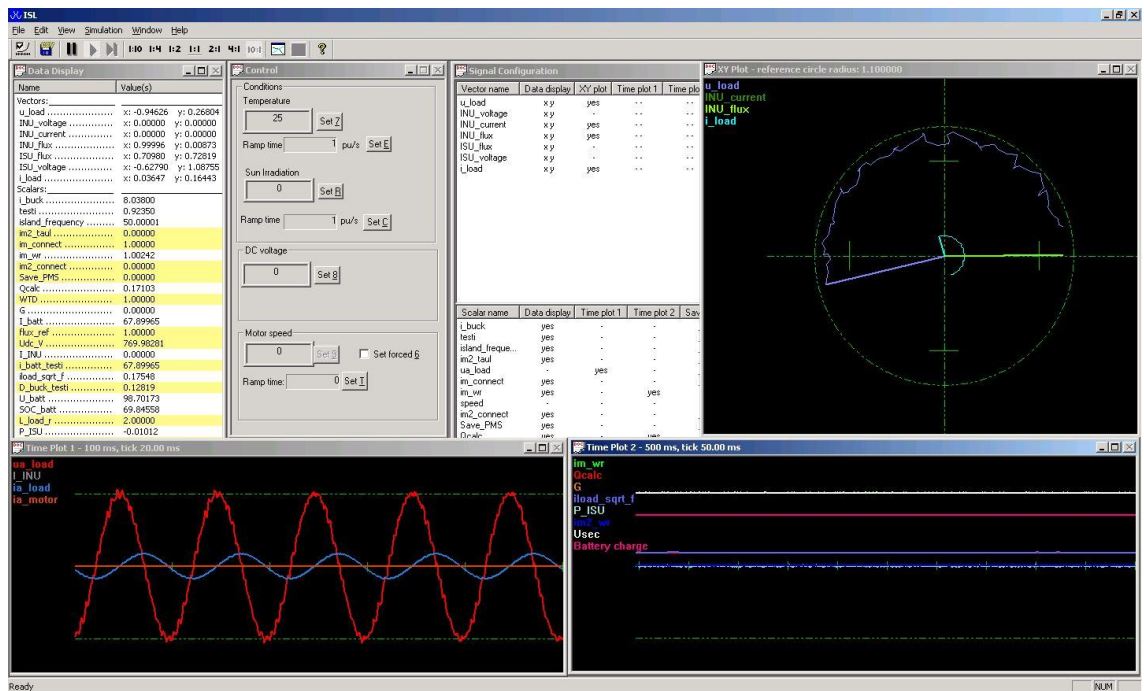 ISL
File Edit View Simulation Window Help
1:10 1:4 1:2 1:1 2:1 4:1 10:1
Data Display
Name Value(s)
Vectors:
u_load x: -0.94626 y: 0.26804
INU_voltage x: 0.00000 y: 0.00000
INU_current x: 0.00000 y: 0.00000
INU_flux x: 0.99996 y: 0.00873
ISU_flux x: 0.70980 y: 0.72819
ISU_voltage x: -0.62790 y: 1.08755
i_load x: 0.03647 y: 0.16443
Scalars:
i_buck 8.03800
testi 0.92350
island_frequency 50.00001
im2_taul 0.00000
im_connect 1.00000
im_wr 1.00242
im2_connect 0.00000
Save_PMS 0.00000
Qcalc 0.17103
WTD 1.00000
G 0.00000
I_batt 67.89965
flux_ref 1.00000
Udc_V 769.98281
I_INU 0.00000
i_batt_testi 67.89965
iload_sqrt_f 0.17548
D_buck_testi 0.12819
U_batt 98.70173
SOC_batt 69.84558
L_load_r 2.00000
P_ISU -0.01012
Control
Conditions
Temperature
25 Set 7
Ramp time 1 pu/s Set E
Sun Irradiation
0 Set R
Ramp time 1 pu/s Set C
DC voltage
0 Set 8
Motor speed
0 Set 9 Set forced 6
Ramp time: 0 Set I
Signal Configuration
Vector name Data display XY plot Time plot 1 Time plo
u_load x y yes - - - -
INU_voltage x y - - - - -
INU_current x y yes - - - -
INU_flux x y yes - - - -
ISU_flux x y - - - - -
ISU_voltage x y - - - - -
i_load x y yes - - - -
Scalar name Data display Time plot 1 Time plot 2 Sav
i_buck yes - -
testi yes - -
island_freque... yes - -
im2_taul yes - -
ua_load - yes -
im_connect yes - -
im_wr yes - yes
speed - - -
im2_connect yes - -
Save_PMS yes - -
Qcalc yes - yes
XY Plot - reference circle radius: 1.100000
u_load
INU_current
INU_flux
i_load
Time Plot 1 - 100 ms, tick 20.00 ms
ua_load
I_INU
ia_load
ia_motor
Time Plot 2 - 500 ms, tick 50.00 ms
im_wr
Qcalc
G
iload_sqrt_f
P_ISU
im2_wr
Usec
Battery charge
Ready NUM